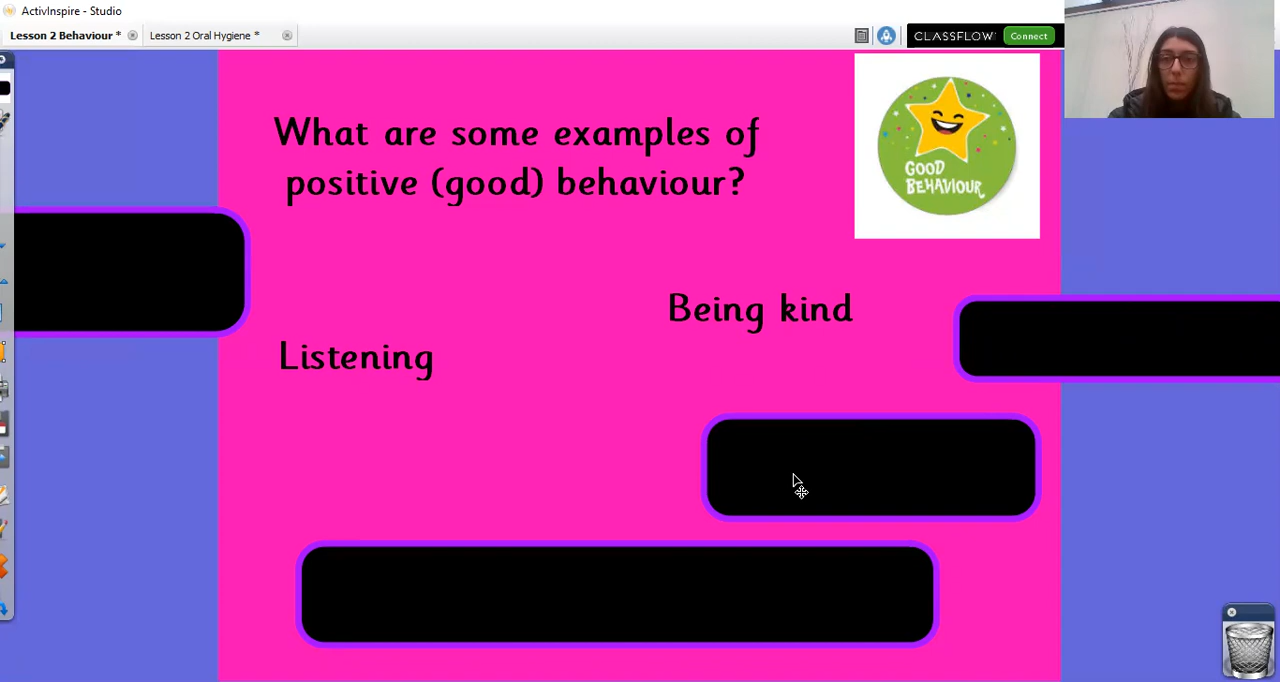 ActivInspire - Studio
Lesson 2 Behaviour *
Lesson 2 Oral Hygiene *
CLASSFLOW
Connect
What are some examples of
positive (good) behaviour?
GOOD
BEHAVIOUR
Being kind
Listening